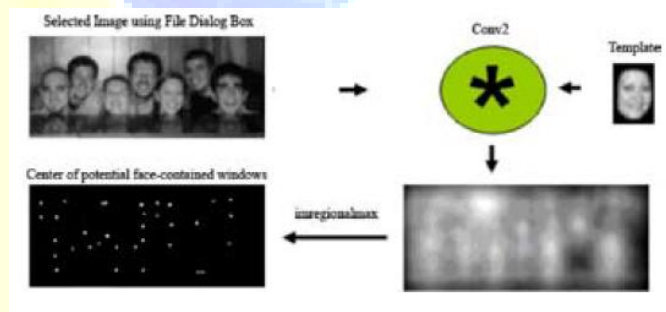 Selected Image using File Dialog Box
Conv2
*
Template
Center of potential face-contained windows
imregionalmax